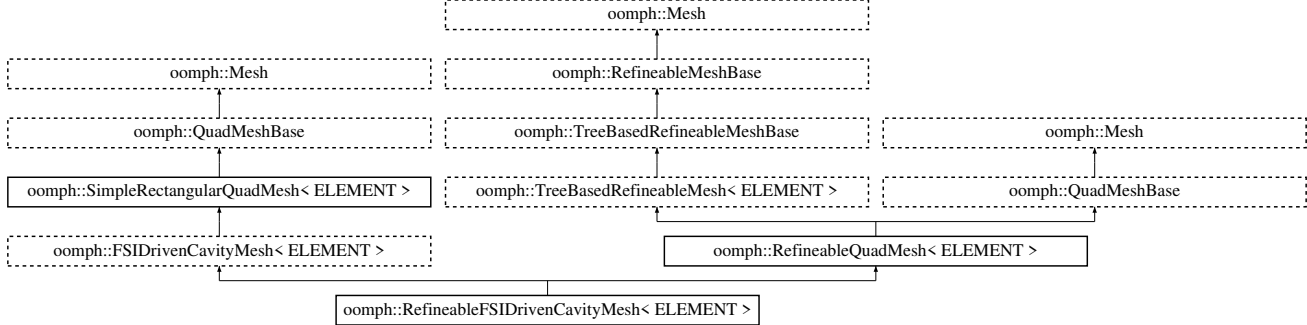 oomph::Mesh
oomph::Mesh
oomph::RefineableMeshBase
oomph::QuadMeshBase
oomph::TreeBasedRefineableMeshBase
oomph::Mesh
oomph::SimpleRectangularQuadMesh< ELEMENT >
oomph::TreeBasedRefineableMesh< ELEMENT >
oomph::QuadMeshBase
oomph::FSIDrivenCavityMesh< ELEMENT >
oomph::RefineableQuadMesh< ELEMENT >
oomph::RefineableFSIDrivenCavityMesh< ELEMENT >